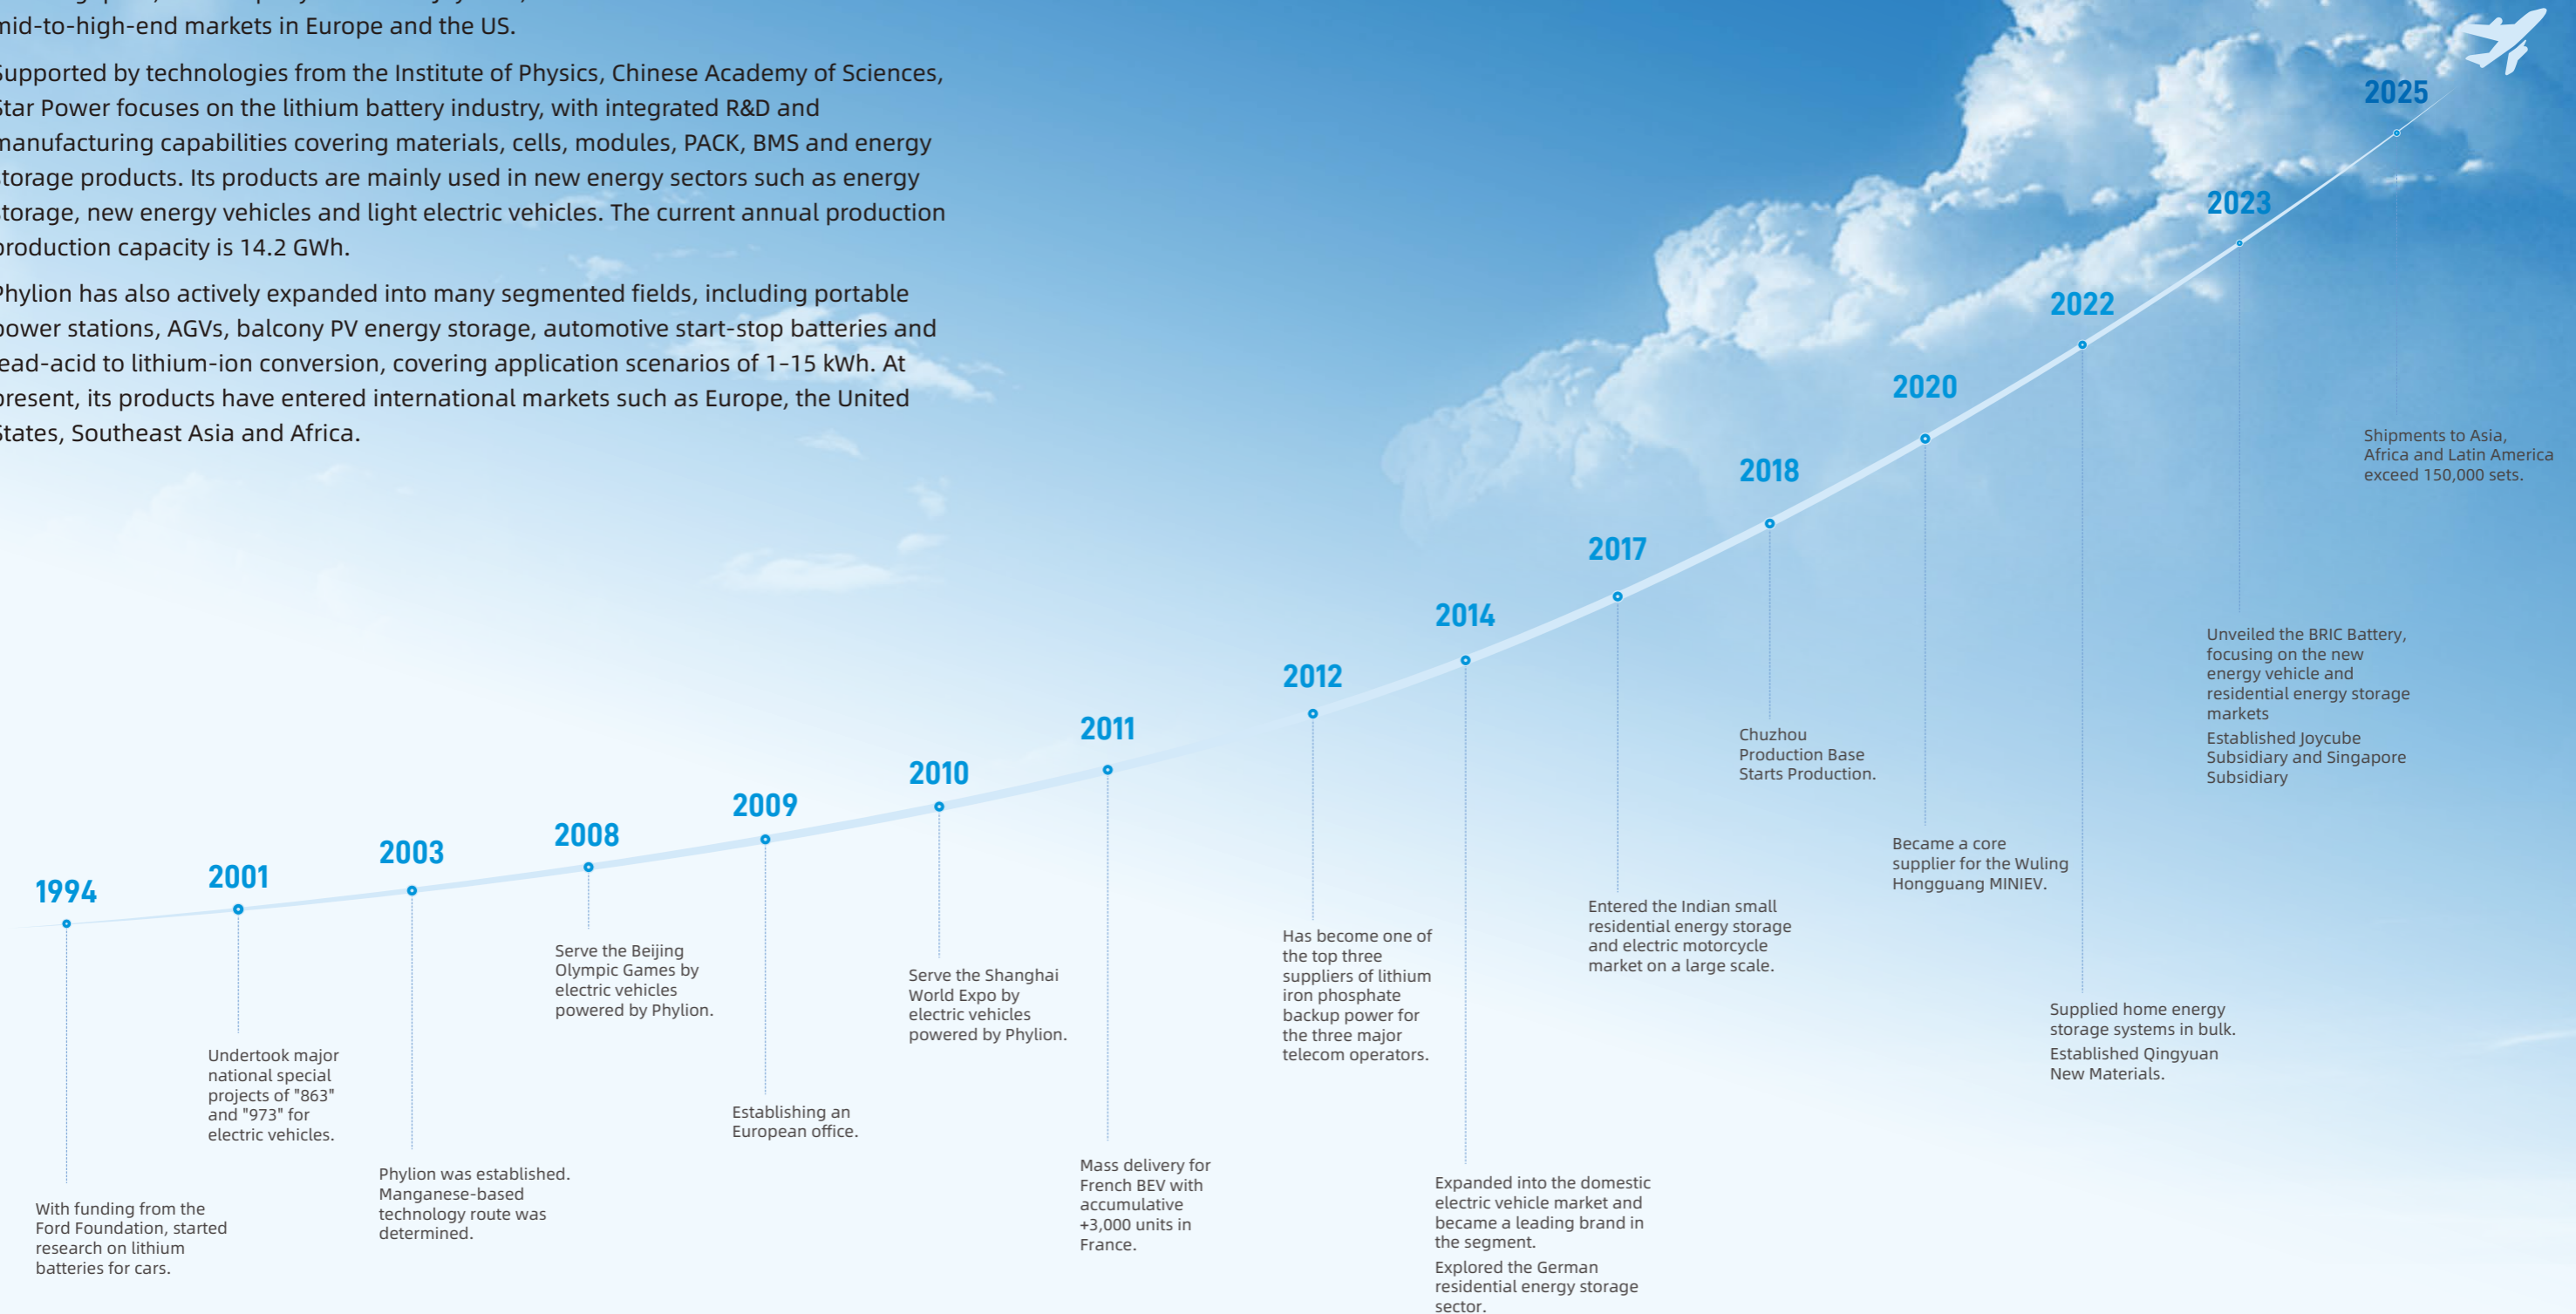 mid-to-high-end markets in Europe and the US.
Supported by technologies from the Institute of Physics, Chinese Academy of Sciences,
Star Power focuses on the lithium battery industry, with integrated R&D and
manufacturing capabilities covering materials, cells, modules, PACK, BMS and energy
storage products. Its products are mainly used in new energy sectors such as energy
storage, new energy vehicles and light electric vehicles. The current annual production
production capacity is 14.2 GWh.
Phylion has also actively expanded into many segmented fields, including portable
power stations, AGVs, balcony PV energy storage, automotive start-stop batteries and
lead-acid to lithium-ion conversion, covering application scenarios of 1–15 kWh. At
present, its products have entered international markets such as Europe, the United
States, Southeast Asia and Africa.
1994
With funding from the
Ford Foundation, started
research on lithium
batteries for cars.
2001
Undertook major
national special
projects of "863"
and "973" for
electric vehicles.
2003
Phylion was established.
Manganese-based
technology route was
determined.
2008
Serve the Beijing
Olympic Games by
electric vehicles
powered by Phylion.
2009
Establishing an
European office.
2010
Serve the Shanghai
World Expo by
electric vehicles
powered by Phylion.
2011
Mass delivery for
French BEV with
accumulative
+3,000 units in
France.
2012
Has become one of
the top three
suppliers of lithium
iron phosphate
backup power for
the three major
telecom operators.
2014
Expanded into the domestic
electric vehicle market and
became a leading brand in
the segment.
Explored the German
residential energy storage
sector.
2017
Entered the Indian small
residential energy storage
and electric motorcycle
market on a large scale.
2018
Chuzhou
Production Base
Starts Production.
2020
Became a core
supplier for the Wuling
Hongguang MINIEV.
2022
Supplied home energy
storage systems in bulk.
Established Qingyuan
New Materials.
2023
Unveiled the BRIC Battery,
focusing on the new
energy vehicle and
residential energy storage
markets
Established Joycube
Subsidiary and Singapore
Subsidiary
2025
Shipments to Asia,
Africa and Latin America
exceed 150,000 sets.